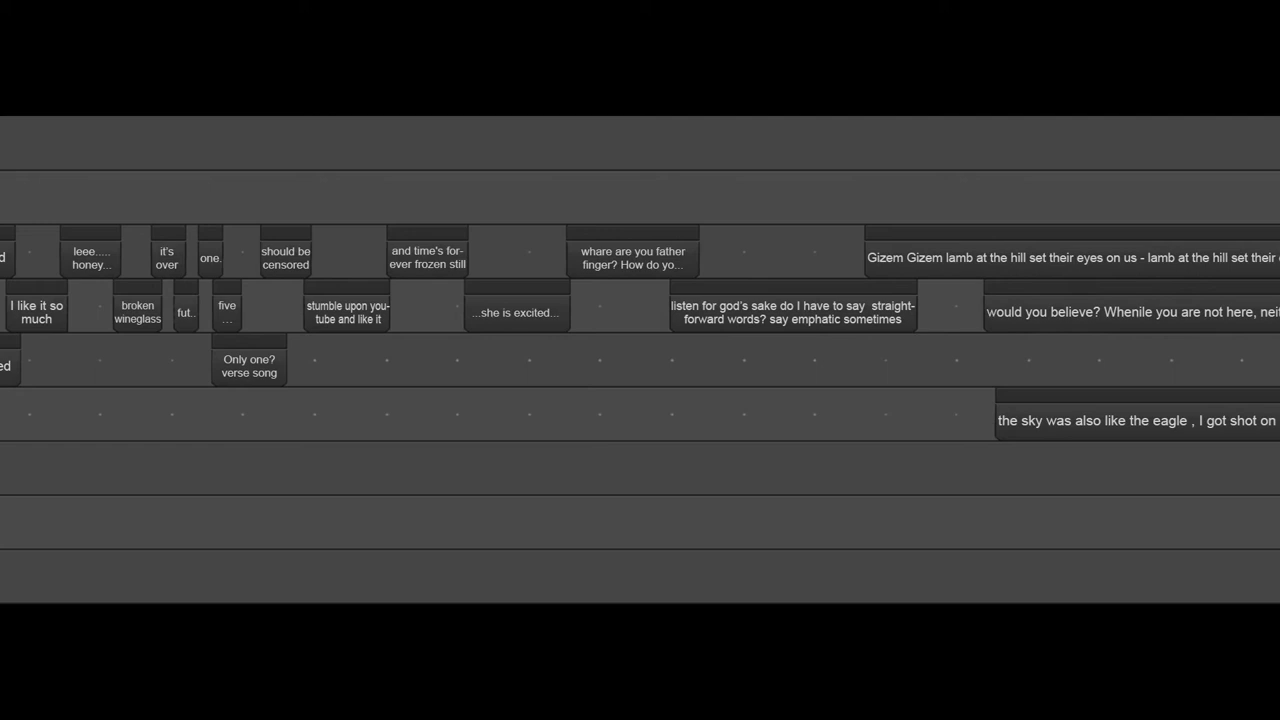 d
leee.....
honey...
it's
over
one.
should be
censored
and time's for-
ever frozen still
whare are you father
finger? How do yo...
Gizem Gizem lamb at the hill set their eyes on us - lamb at the hill set their
I like it so
much
broken
wineglass
fut..
five
...
stumble upon you-
tube and like it
...she is excited...
listen for god's sake do I have to say straight-
forward words? say emphatic sometimes
would you believe? Whenile you are not here, nei
ed
Only one?
verse song
the sky was also like the eagle , I got shot on